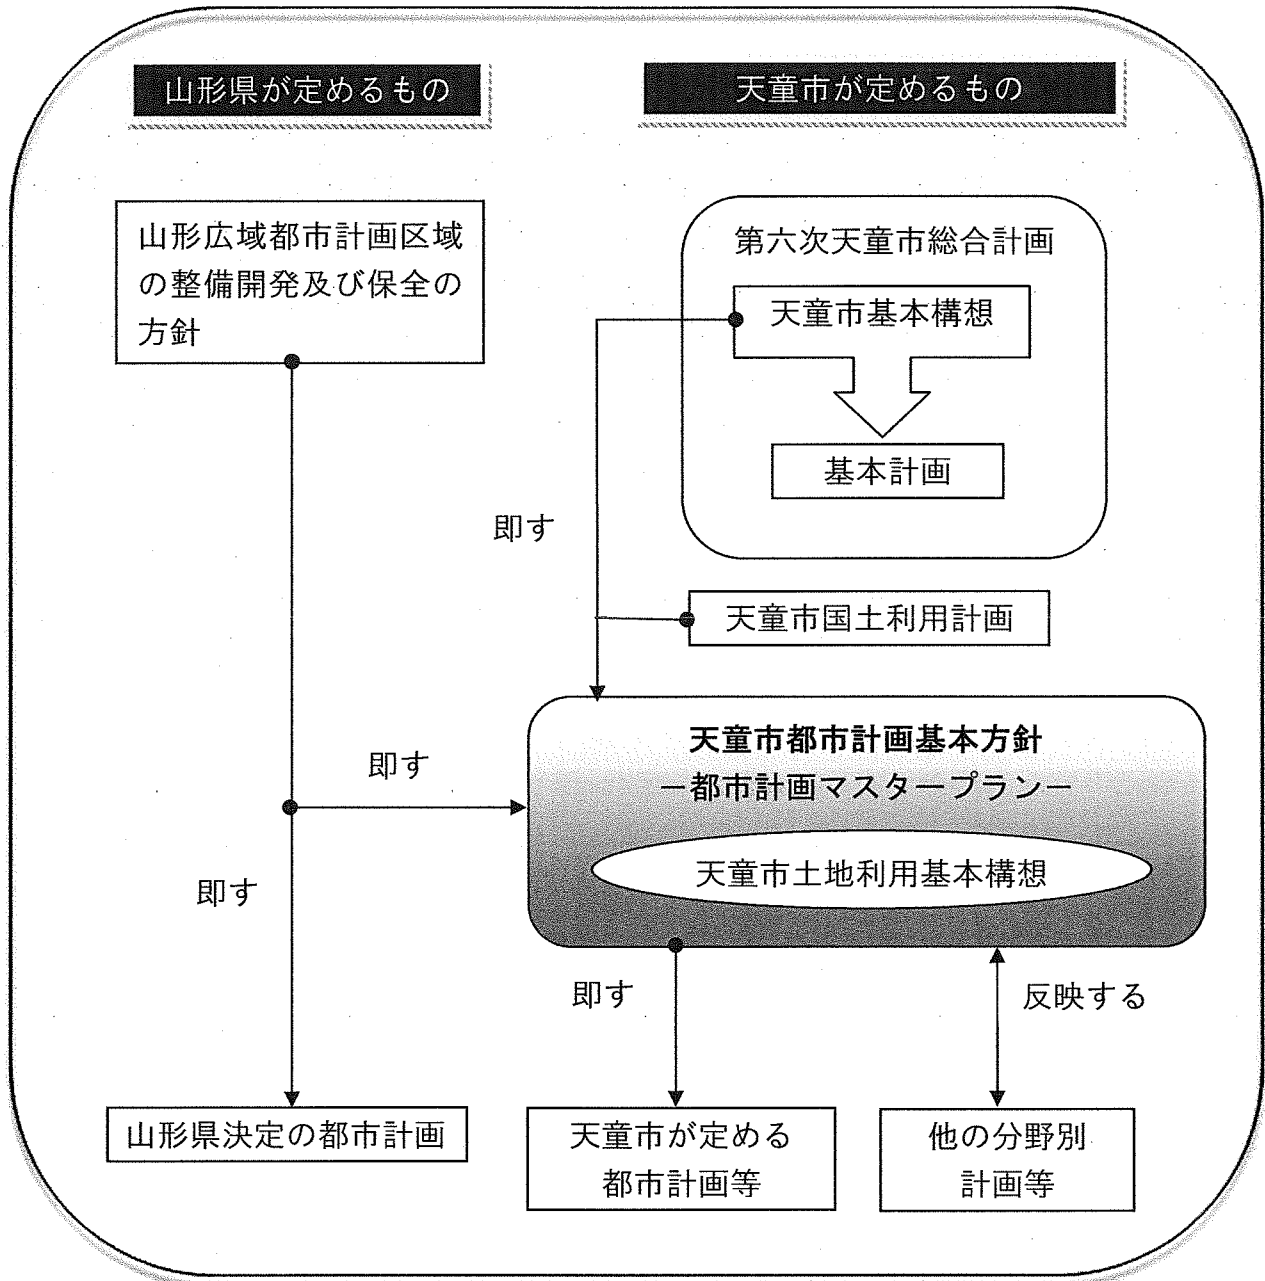 山形県が定めるもの
天童市が定めるもの
山形広域都市計画区域
の整備開発及び保全の
方針
第六次天童市総合計画
天童市基本構想
基本計画
即す
天童市国土利用計画
天童市都市計画基本方針
－都市計画マスタープラン－
天童市土地利用基本構想
即す
即す
即す
反映する
山形県決定の都市計画
天童市が定める
都市計画等
他の分野別
計画等